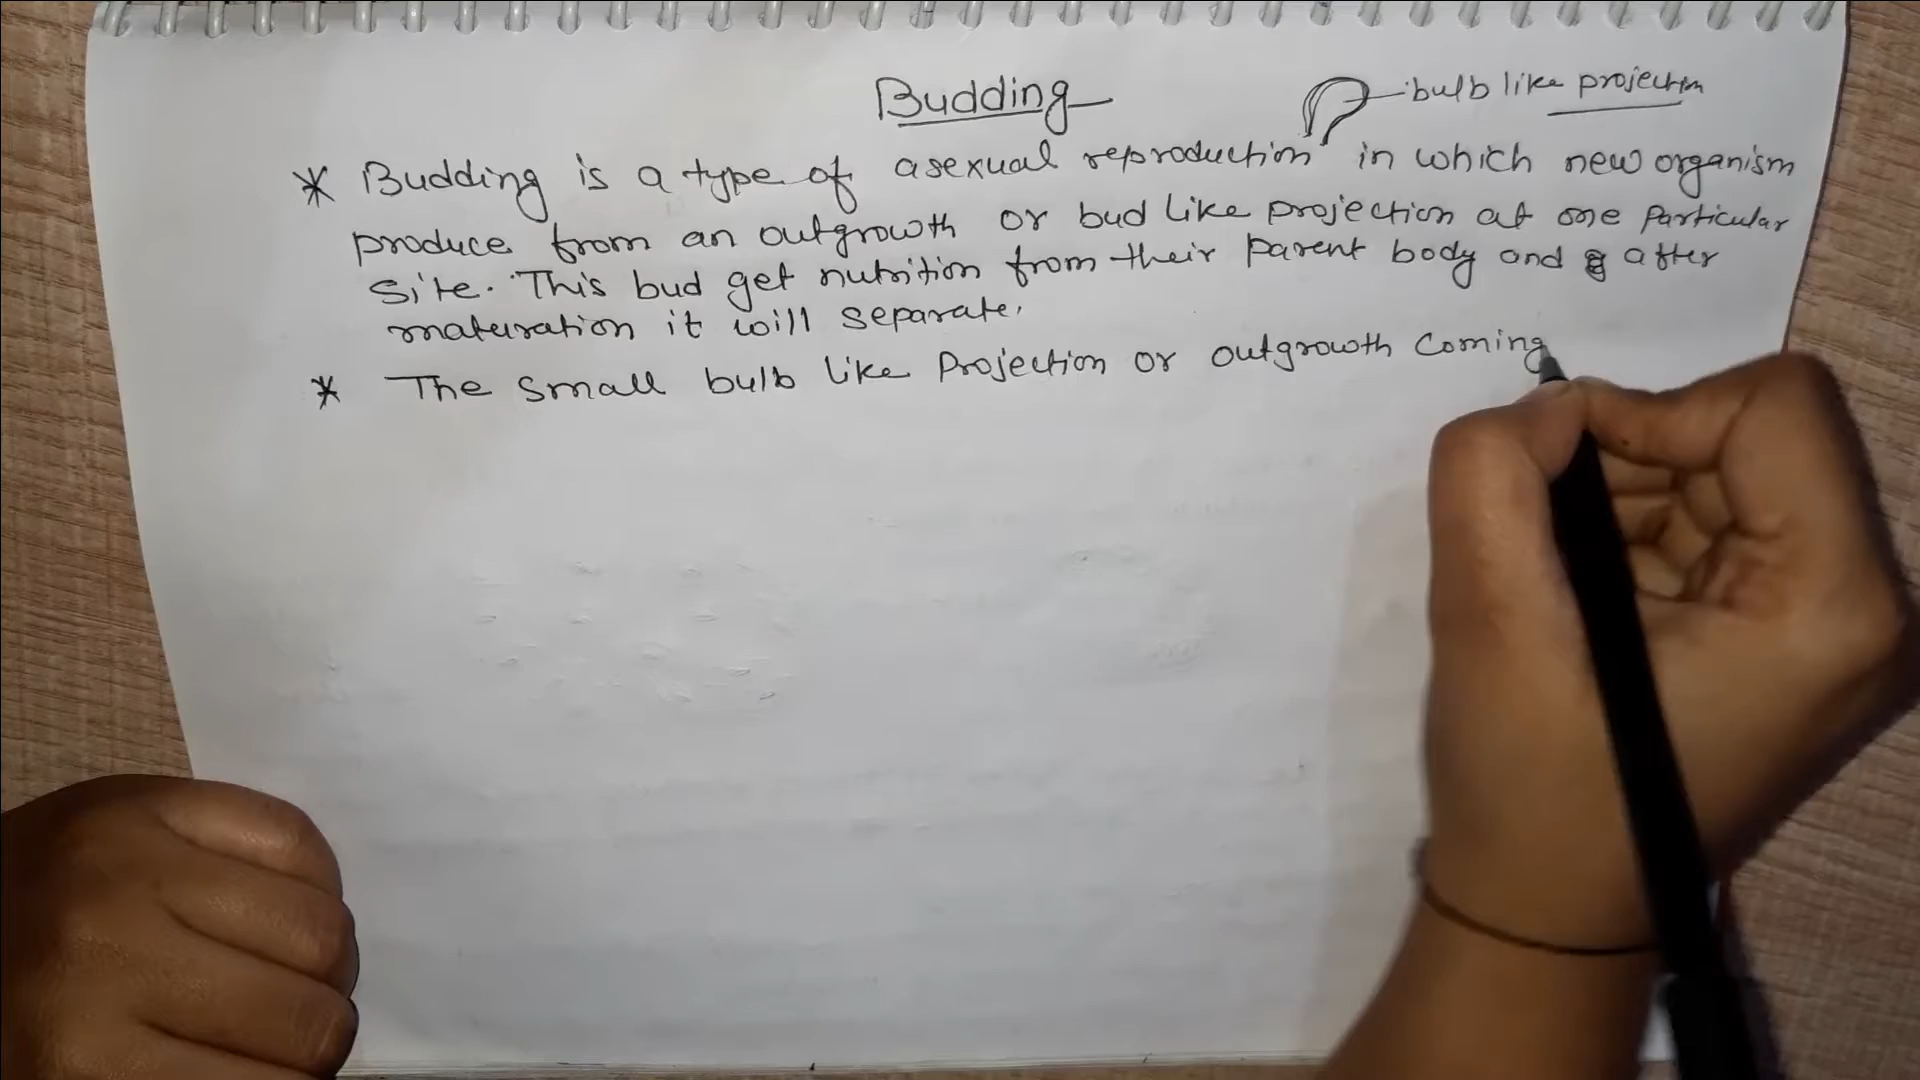 Budding
bulb like projection
* Budding is a type of asexual reproduction in which new organism
produce from an outgrowth or bud like projection at one particular
site. This bud get nutrition from their parent body and after
maturation it will separate.
* The small bulb like Projection or outgrowth coming